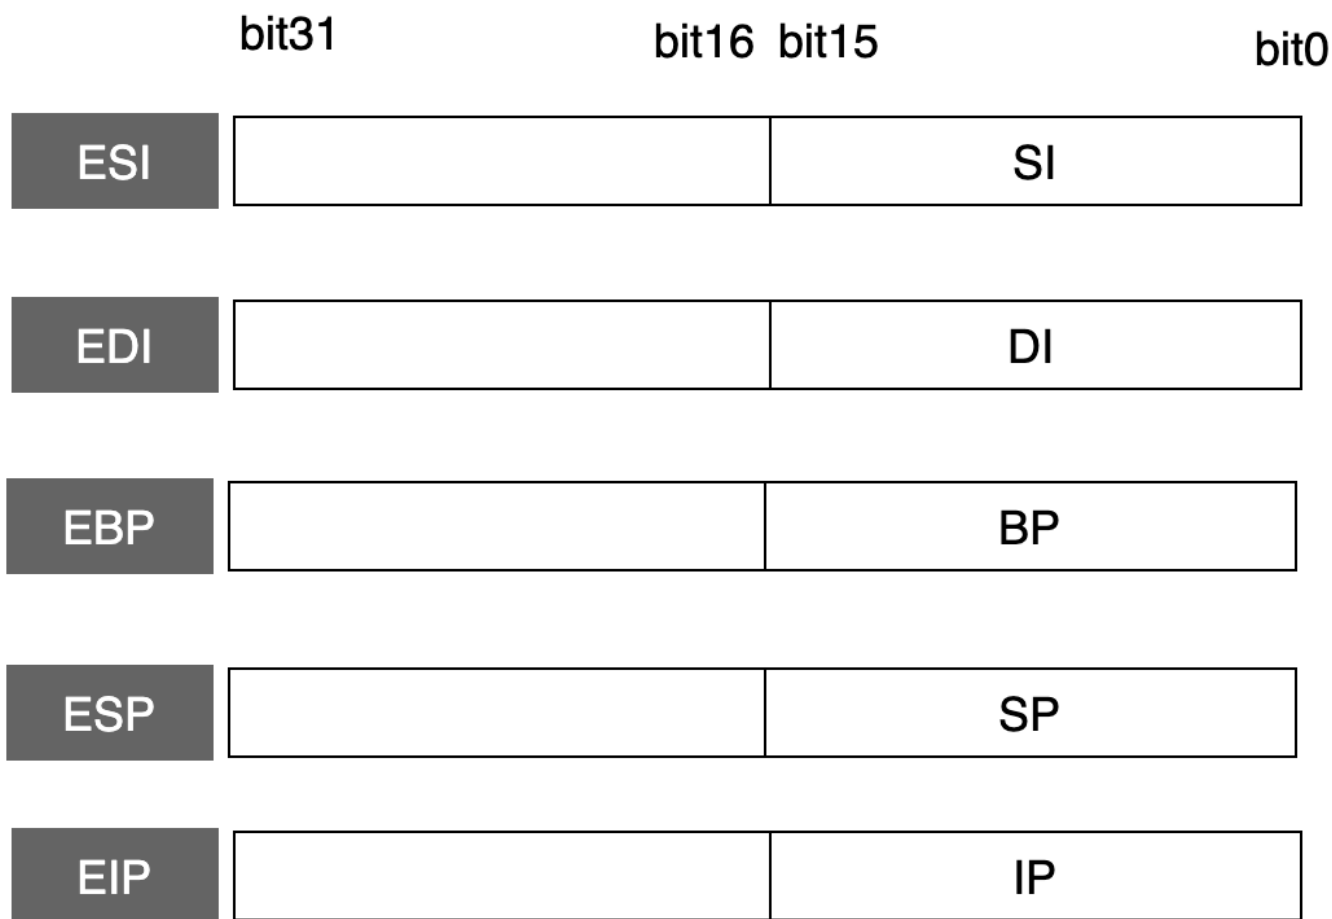 bit31 bit16 bit15 bit0
ESI SI
EDI DI
EBP BP
ESP SP
EIP IP